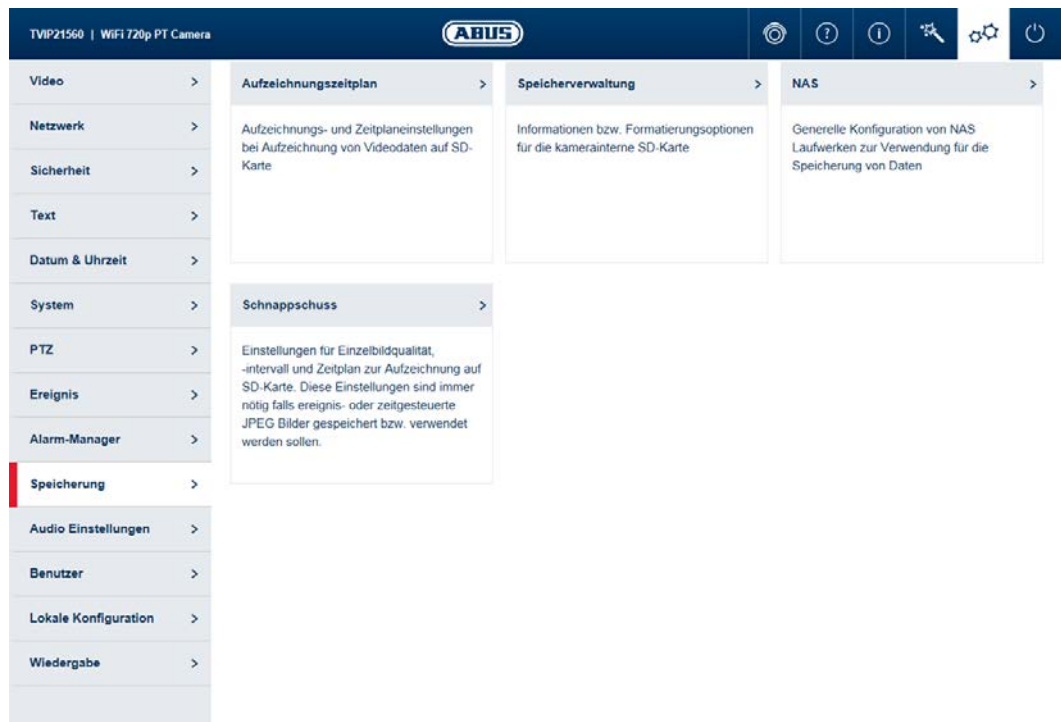 TVIP21560 | WiFi 720p PT Camera
ABUS
Video
Netzwerk
Sicherheit
Text
Datum & Uhrzeit
System
PTZ
Ereignis
Alarm-Manager
Speicherung
Audio Einstellungen
Benutzer
Lokale Konfiguration
Wiedergabe
Aufzeichnungszeitplan
Aufzeichnungs- und Zeitplaneinstellungen
bei Aufzeichnung von Videodaten auf SD-
Karte
Speicherverwaltung
Informationen bzw. Formatierungsoptionen
für die kamerainterne SD-Karte
NAS
Generelle Konfiguration von NAS
Laufwerken zur Verwendung für die
Speicherung von Daten
Schnappschuss
Einstellungen für Einzelbildqualität,
-intervall und Zeitplan zur Aufzeichnung auf
SD-Karte. Diese Einstellungen sind immer
nötig falls ereignis- oder zeitgesteuerte
JPEG Bilder gespeichert bzw. verwendet
werden sollen.